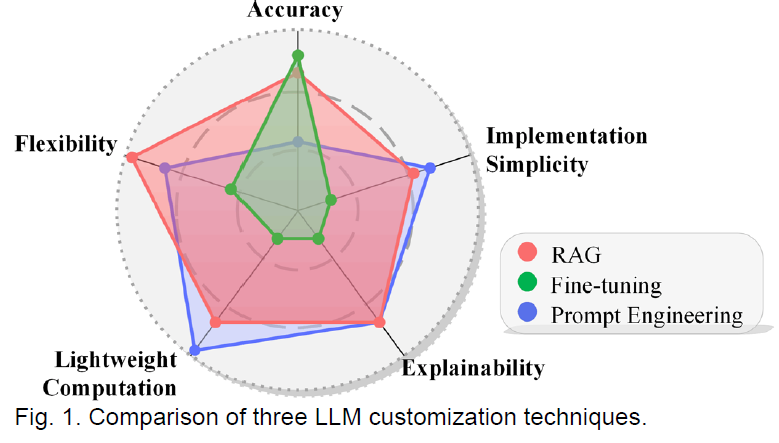 Accuracy
Flexibility
Implementation
Simplicity
RAG
Fine-tuning
Prompt Engineering
Lightweight
Computation
Explainability
Fig. 1. Comparison of three LLM customization techniques.